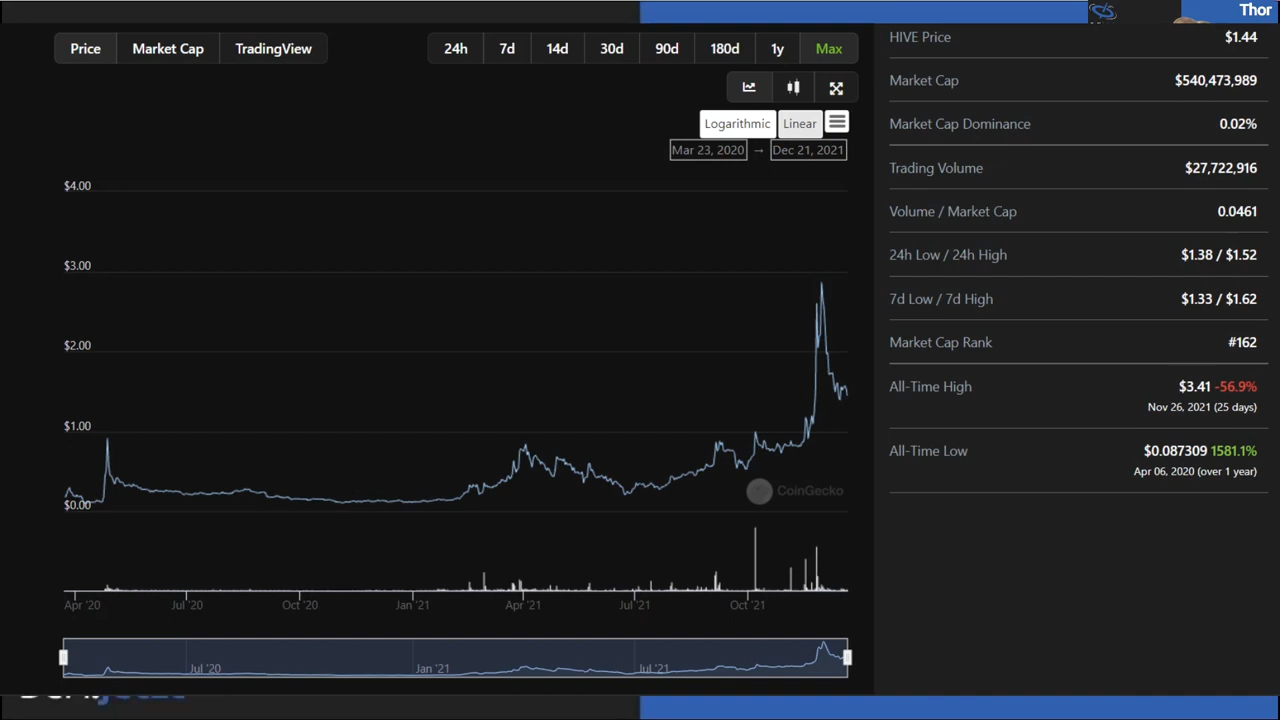 Thor
Price Market Cap TradingView
24h 7d 14d 30d 90d 180d 1y Max
Logarithmic Linear
Mar 23, 2020 → Dec 21, 2021
$4.00
$3.00
$2.00
$1.00
$0.00
CoinGecko
Apr '20 Jul '20 Oct '20 Jan '21 Apr '21 Jul '21 Oct '21
Jul '20 Jan '21 Jul '21
HIVE Price $1.44
Market Cap $540,473,989
Market Cap Dominance 0.02%
Trading Volume $27,722,916
Volume / Market Cap 0.0461
24h Low / 24h High $1.38 / $1.52
7d Low / 7d High $1.33 / $1.62
Market Cap Rank #162
All-Time High $3.41 -56.9%
Nov 26, 2021 (25 days)
All-Time Low $0.087309 1581.1%
Apr 06, 2020 (over 1 year)